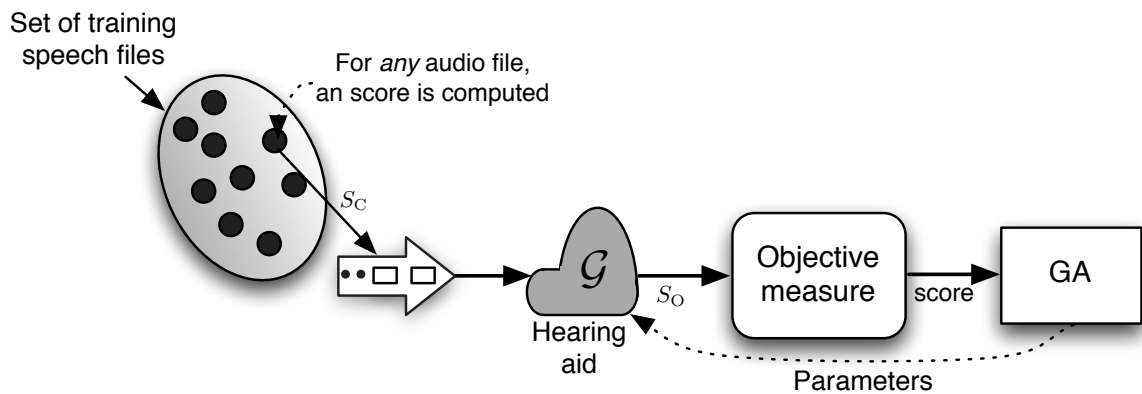 Set of training
speech files
For any audio file,
an score is computed
S_C
𝒢
S_O
Hearing
aid
Objective
measure
score
GA
Parameters